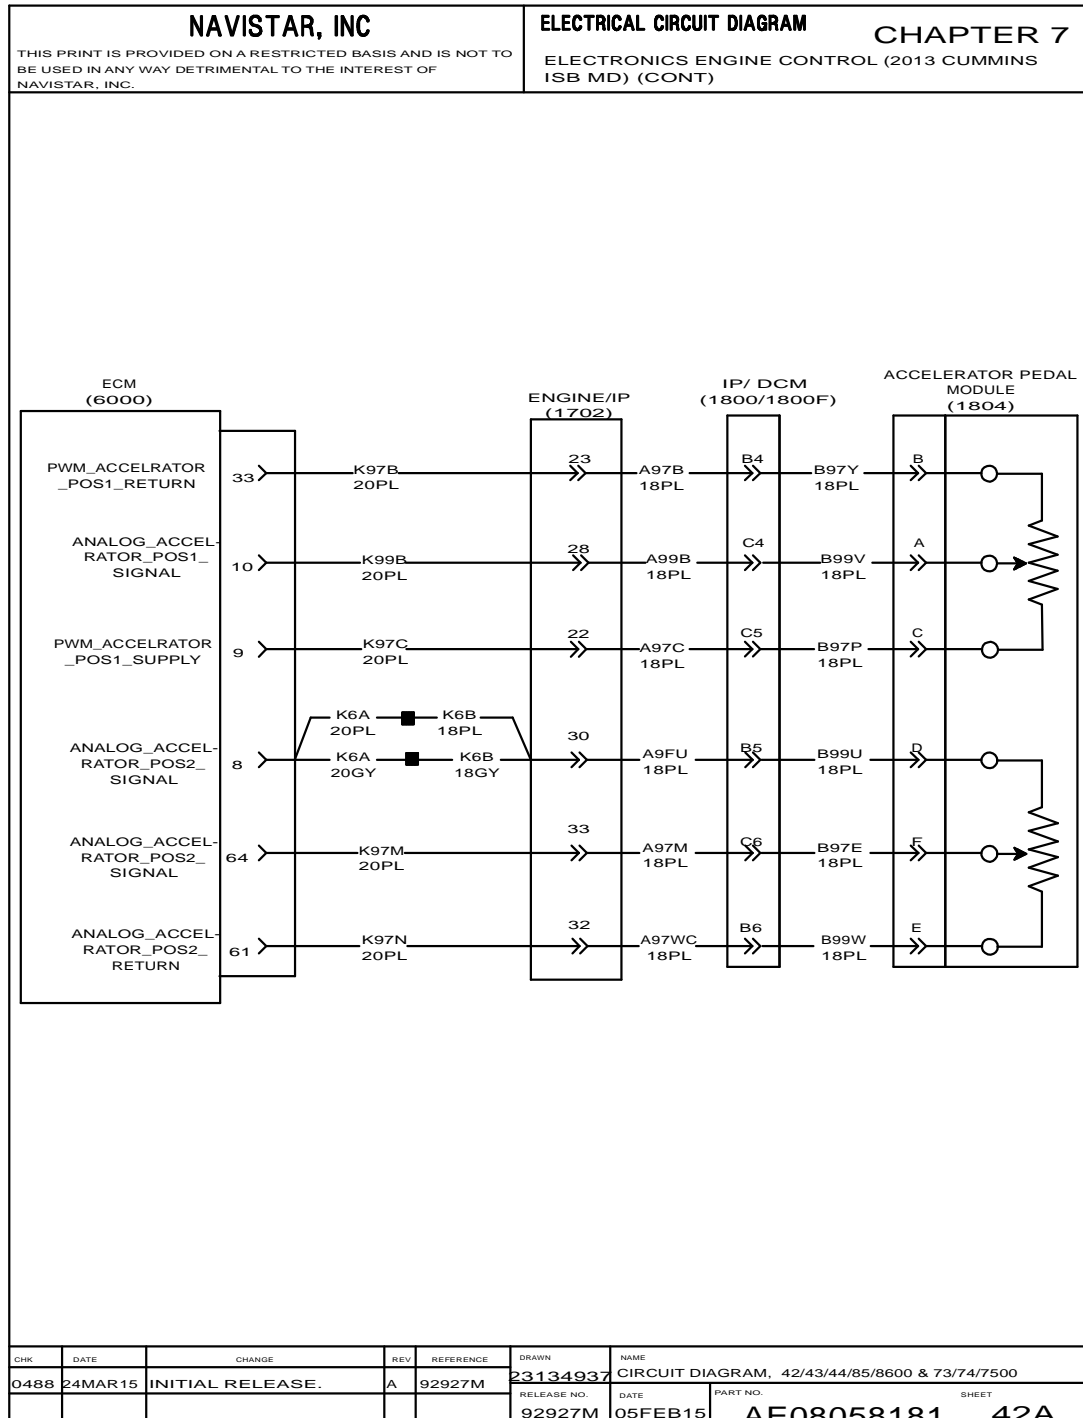 NAVISTAR, INC
THIS PRINT IS PROVIDED ON A RESTRICTED BASIS AND IS NOT TO
BE USED IN ANY WAY DETRIMENTAL TO THE INTEREST OF
NAVISTAR, INC.
ELECTRICAL CIRCUIT DIAGRAM
CHAPTER 7
ELECTRONICS ENGINE CONTROL (2013 CUMMINS
ISB MD) (CONT)
ECM
(6000)
ENGINE/IP
(1702)
IP/ DCM
(1800/1800F)
ACCELERATOR PEDAL
MODULE
(1804)
PWM_ACCELRATOR
_POS1_RETURN
33
K97B
20PL
23
A97B
18PL
B4
B97Y
18PL
B
ANALOG_ACCEL-
RATOR_POS1_
SIGNAL
10
K99B
20PL
28
A99B
18PL
C4
B99V
18PL
A
PWM_ACCELRATOR
_POS1_SUPPLY
9
K97C
20PL
22
A97C
18PL
C5
B97P
18PL
C
K6A
20PL
K6B
18PL
ANALOG_ACCEL-
RATOR_POS2_
SIGNAL
8
K6A
20GY
K6B
18GY
30
A9FU
18PL
B5
B99U
18PL
D
ANALOG_ACCEL-
RATOR_POS2_
SIGNAL
64
K97M
20PL
33
A97M
18PL
C6
B97E
18PL
F
ANALOG_ACCEL-
RATOR_POS2_
RETURN
61
K97N
20PL
32
A97WC
18PL
B6
B99W
18PL
E
CHK DATE CHANGE REV REFERENCE
0488 24MAR15 INITIAL RELEASE. A 92927M
DRAWN
23134937
NAME
CIRCUIT DIAGRAM, 42/43/44/85/8600 & 73/74/7500
RELEASE NO.
92927M
DATE
05FEB15
PART NO.
AE08058181
SHEET
42A